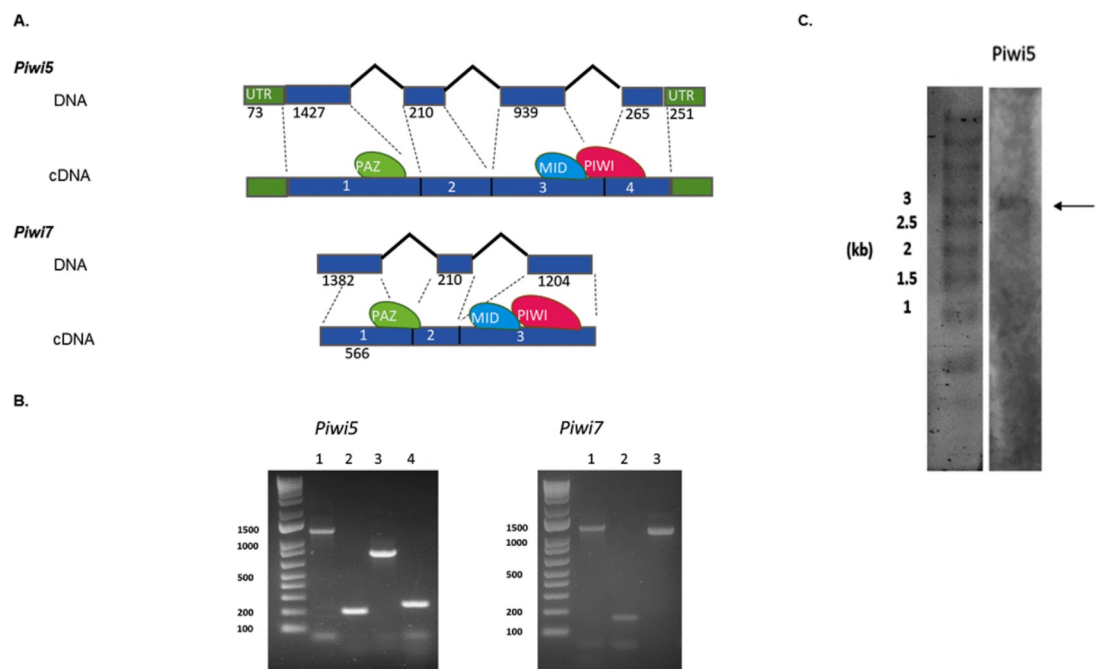 A.
Piwi5
DNA
UTR
UTR
73
1427
210
939
265
251
cDNA
PAZ
MID
PIWI
1
2
3
4
Piwi7
DNA
1382
210
1204
cDNA
PAZ
MID
PIWI
1
2
3
566
B.
Piwi5
1 2 3 4
1500
1000
500
200
100
Piwi7
1 2 3
1500
1000
500
200
100
C.
Piwi5
(kb)
3
2.5
2
1.5
1